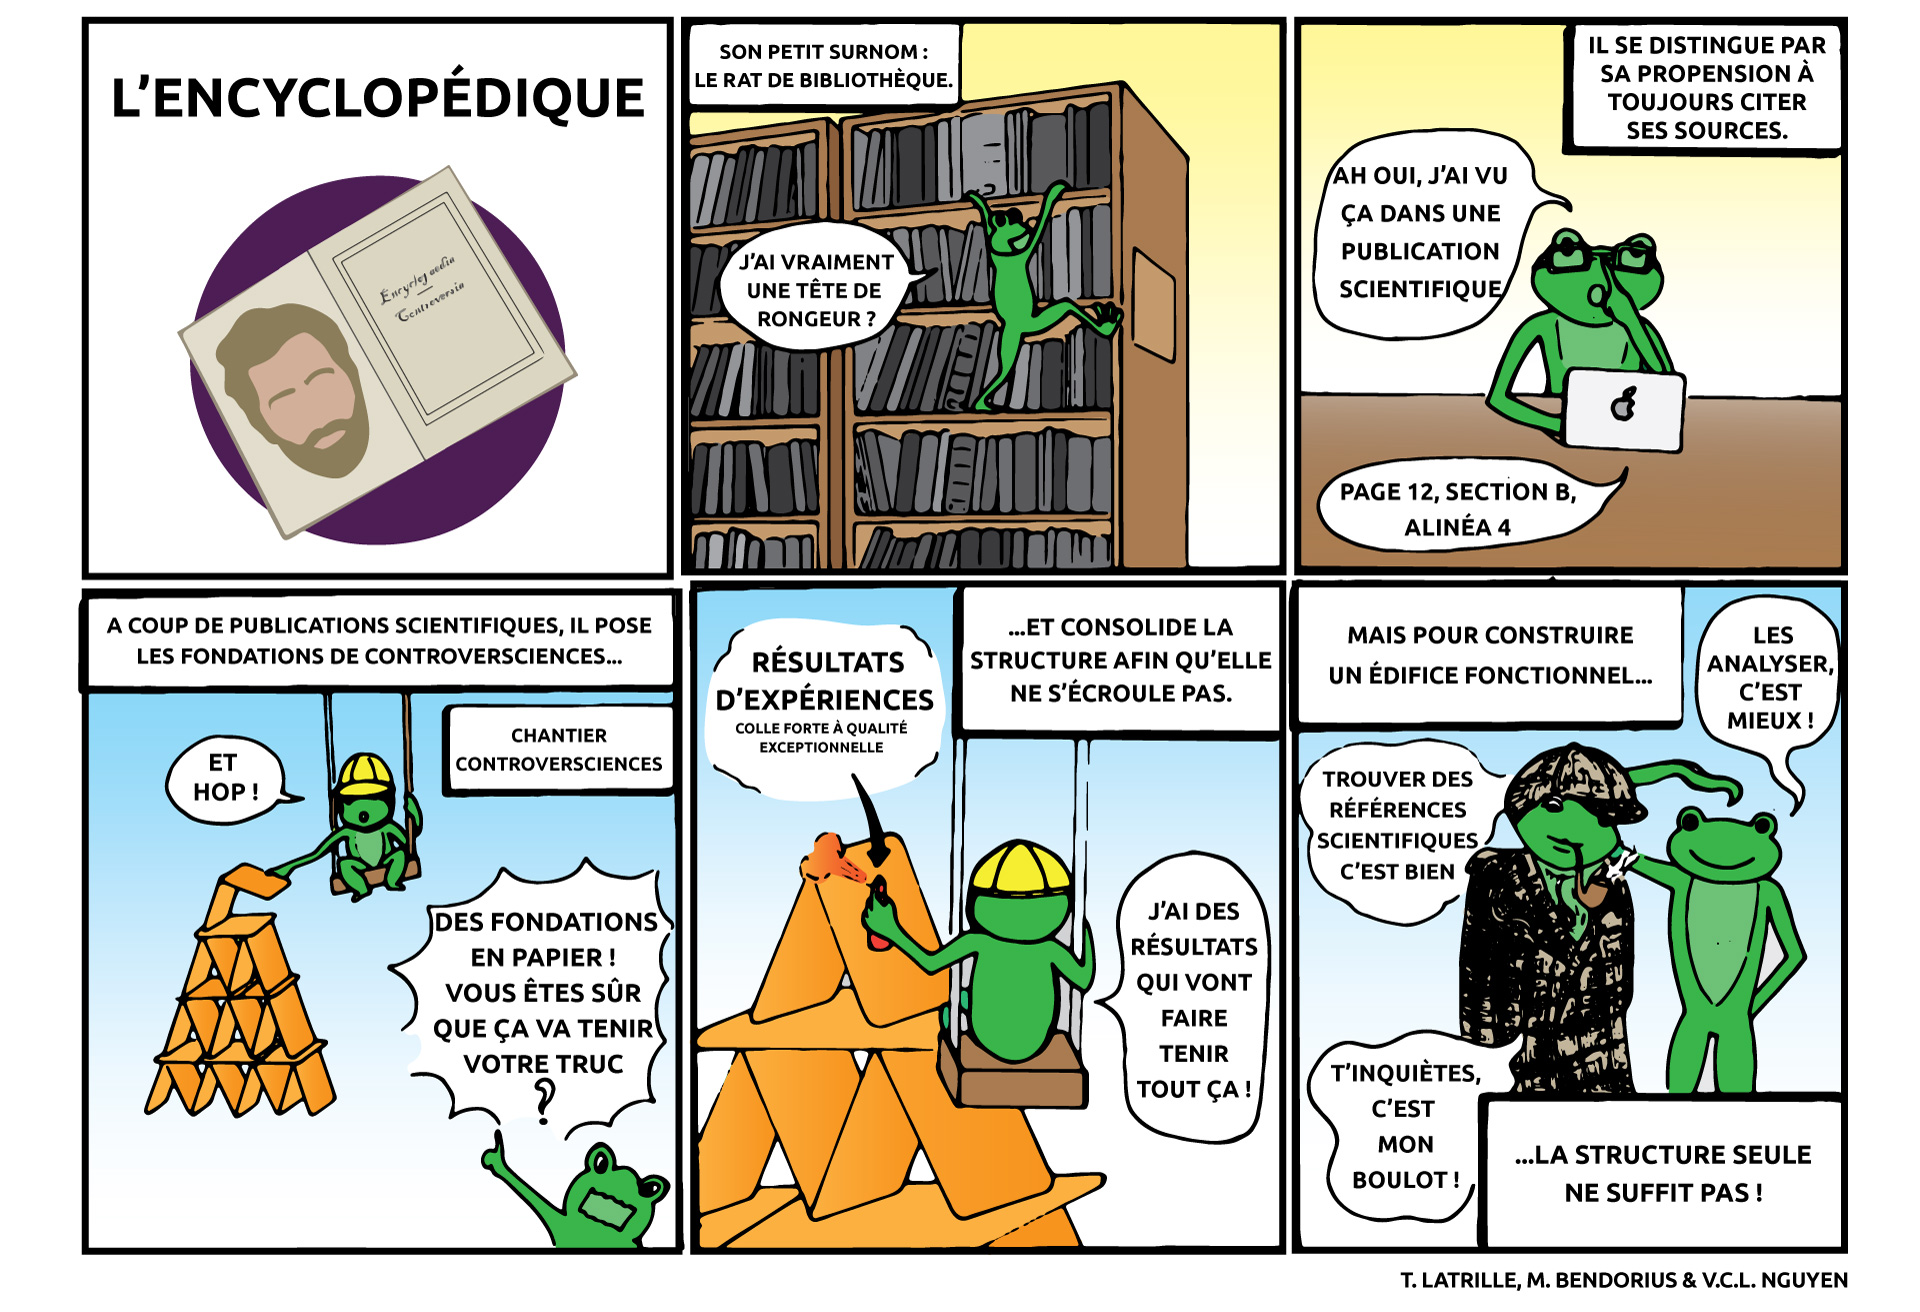 L'ENCYCLOPÉDIQUE
Encyclopaedia
Controversia
SON PETIT SURNOM :
LE RAT DE BIBLIOTHÈQUE.
J'AI VRAIMENT
UNE TÊTE DE
RONGEUR ?
IL SE DISTINGUE PAR
SA PROPENSION À
TOUJOURS CITER
SES SOURCES.
AH OUI, J'AI VU
ÇA DANS UNE
PUBLICATION
SCIENTIFIQUE
PAGE 12, SECTION B,
ALINÉA 4
A COUP DE PUBLICATIONS SCIENTIFIQUES, IL POSE
LES FONDATIONS DE CONTROVERSCIENCES...
CHANTIER
CONTROVERSCIENCES
ET
HOP !
DES FONDATIONS
EN PAPIER !
VOUS ÊTES SÛR
QUE ÇA VA TENIR
VOTRE TRUC
?
...ET CONSOLIDE LA
STRUCTURE AFIN QU'ELLE
NE S'ÉCROULE PAS.
RÉSULTATS
D'EXPÉRIENCES
COLLE FORTE À QUALITÉ
EXCEPTIONNELLE
J'AI DES
RÉSULTATS
QUI VONT
FAIRE
TENIR
TOUT ÇA !
MAIS POUR CONSTRUIRE
UN ÉDIFICE FONCTIONNEL...
TROUVER DES
RÉFÉRENCES
SCIENTIFIQUES
C'EST BIEN
LES
ANALYSER,
C'EST
MIEUX !
T'INQUIÈTES,
C'EST
MON
BOULOT !
...LA STRUCTURE SEULE
NE SUFFIT PAS !
T. LATRILLE, M. BENDORIUS & V.C.L. NGUYEN